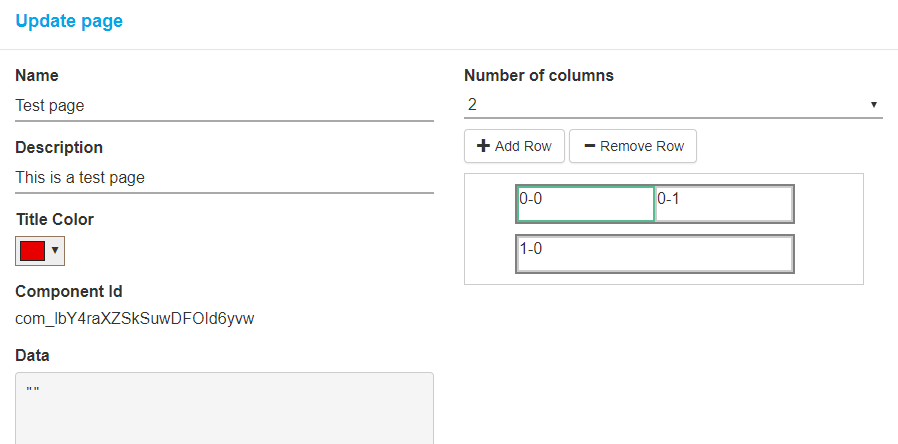 Update page
Name
Test page
Description
This is a test page
Title Color
Component Id
com_lbY4raXZSkSuwDFOld6yvw
Data
""
Number of columns
2
Add Row
Remove Row
0-0
0-1
1-0